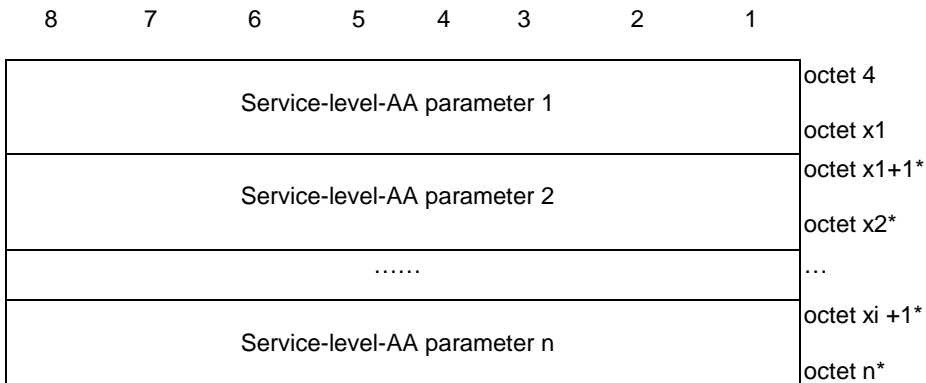 8 7 6 5 4 3 2 1
octet 4
Service-level-AA parameter 1
octet x1
octet x1+1*
Service-level-AA parameter 2
octet x2*
…… …
octet xi +1*
Service-level-AA parameter n
octet n*